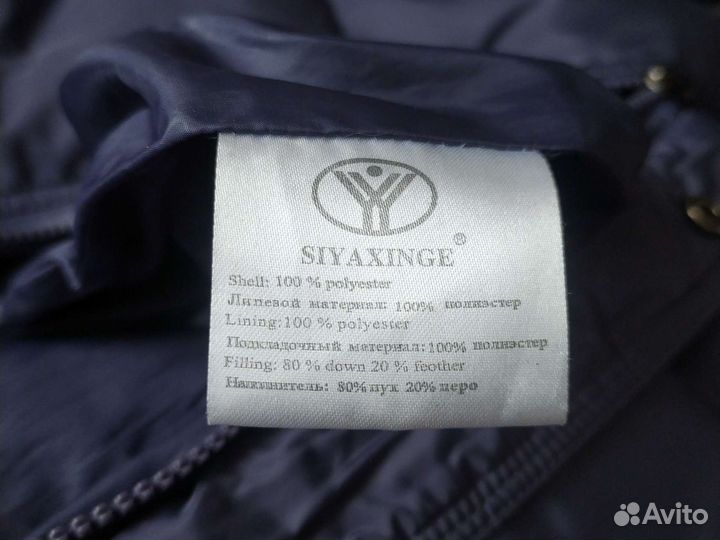 SIYAXINGE®
Shell: 100 % polyester
Липевой материал: 100% полиэстер
Lining:100 % polyester
Подкладочный материал:100% полиэстер
Filling: 80 % down 20 % feother
Наплинитель: 80% пух 20% перо
Avito